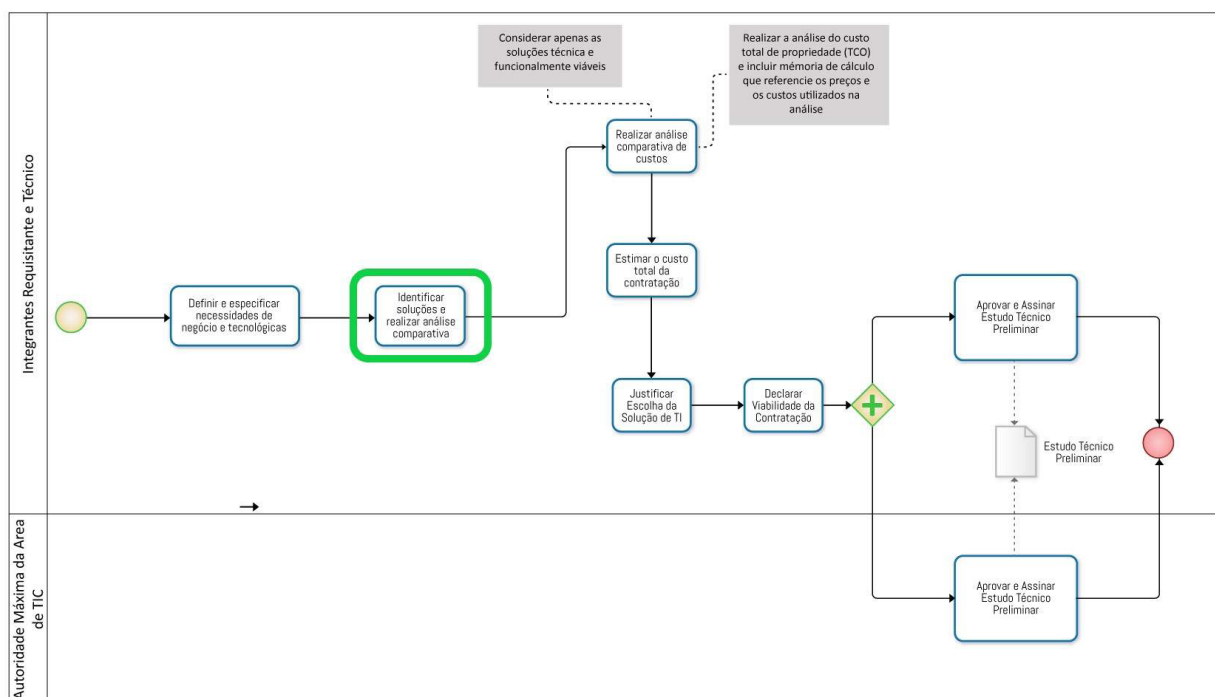 Integrantes Requisitante e Técnico
Considerar apenas as
soluções técnica e
funcionalmente viáveis
Realizar a análise do custo
total de propriedade (TCO)
e incluir mémoria de cálculo
que referencie os preços e
os custos utilizados na
análise
Realizar análise
comparativa de
custos
Definir e especificar
necessidades de
negócio e tecnológicas
Identificar
soluções e
realizar análise
comparativa
Estimar o custo
total da
contratação
Justificar
Escolha da
Solução de TI
Declarar
Viabilidade da
Contratação
Aprovar e Assinar
Estudo Técnico
Preliminar
Estudo Técnico
Preliminar
Autoridade Máxima da Area
de TIC
Aprovar e Assinar
Estudo Técnico
Preliminar